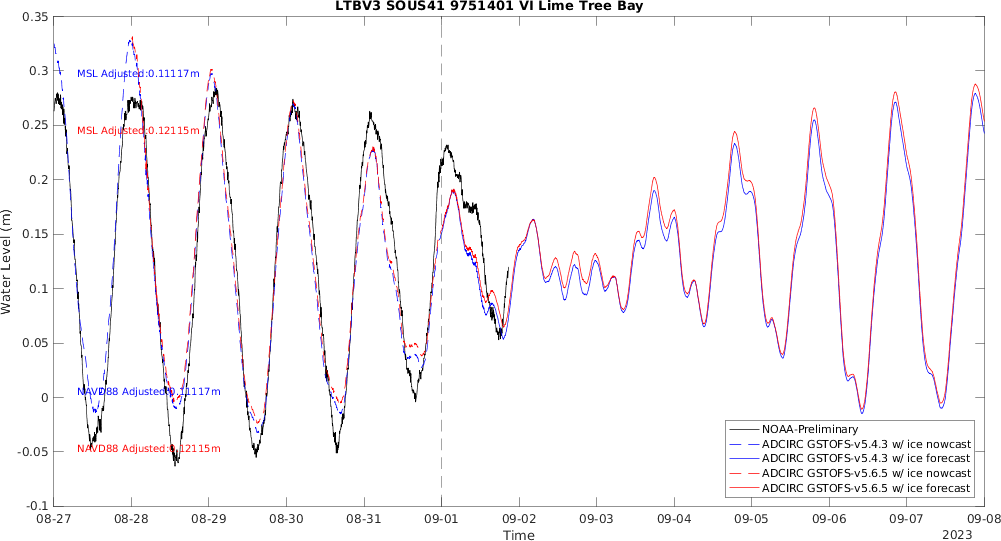 LTBV3 SOUS41 9751401 VI Lime Tree Bay
0.35
0.3
0.25
0.2
0.15
0.1
0.05
0
-0.05
-0.1
Water Level (m)
MSL Adjusted:0.11117m
MSL Adjusted:0.12115m
NAVD88 Adjusted:0.11117m
NAVD88 Adjusted:0.12115m
NOAA-Preliminary
ADCIRC GSTOFS-v5.4.3 w/ ice nowcast
ADCIRC GSTOFS-v5.4.3 w/ ice forecast
ADCIRC GSTOFS-v5.6.5 w/ ice nowcast
ADCIRC GSTOFS-v5.6.5 w/ ice forecast
08-27 08-28 08-29 08-30 08-31 09-01 09-02 09-03 09-04 09-05 09-06 09-07 09-08
Time
2023